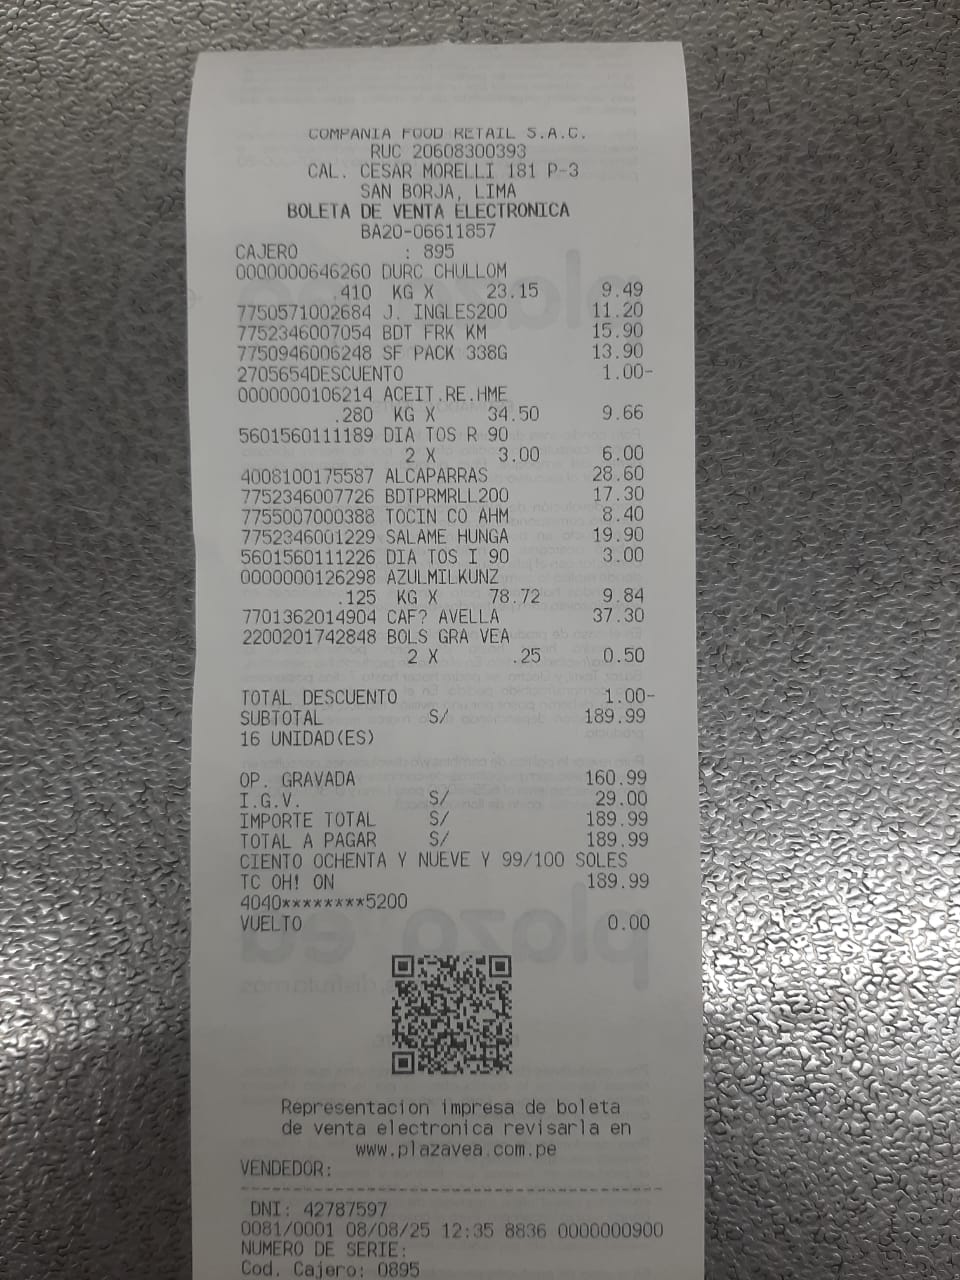 COMPANIA FOOD RETAIL S.A.C.
RUC 20608300393
CAL. CESAR MORELLI 181 P-3
SAN BORJA, LIMA
BOLETA DE VENTA ELECTRONICA
BA20-06611857
CAJERO : 895
0000000646260 DURC CHULLOM
.410 KG X 23.15 9.49
7750571002684 J. INGLES200 11.20
7752346007054 BDT FRK KM 15.90
7750946006248 SF PACK 338G 13.90
2705654DESCUENTO 1.00-
0000000106214 ACEIT.RE.HME
.280 KG X 34.50 9.66
5601560111189 DIA TOS R 90
2 X 3.00 6.00
4008100175587 ALCAPARRAS 28.60
7752346007726 BDTPRMRLL200 17.30
7755007000388 TOCIN CO AHM 8.40
7752346001229 SALAME HUNGA 19.90
5601560111226 DIA TOS I 90 3.00
0000000126298 AZULMILKUNZ
.125 KG X 78.72 9.84
7701362014904 CAF? AVELLA 37.30
2200201742848 BOLS GRA VEA
2 X .25 0.50
TOTAL DESCUENTO 1.00-
SUBTOTAL S/ 189.99
16 UNIDAD(ES)
OP. GRAVADA 160.99
I.G.V. S/ 29.00
IMPORTE TOTAL S/ 189.99
TOTAL A PAGAR S/ 189.99
CIENTO OCHENTA Y NUEVE Y 99/100 SOLES
TC OH! ON 189.99
4040********5200
VUELTO 0.00
Representacion impresa de boleta
de venta electronica revisarla en
www.plazavea.com.pe
VENDEDOR:
DNI: 42787597
0081/0001 08/08/25 12:35 8836 0000000900
NUMERO DE SERIE:
Cod. Cajero: 0895